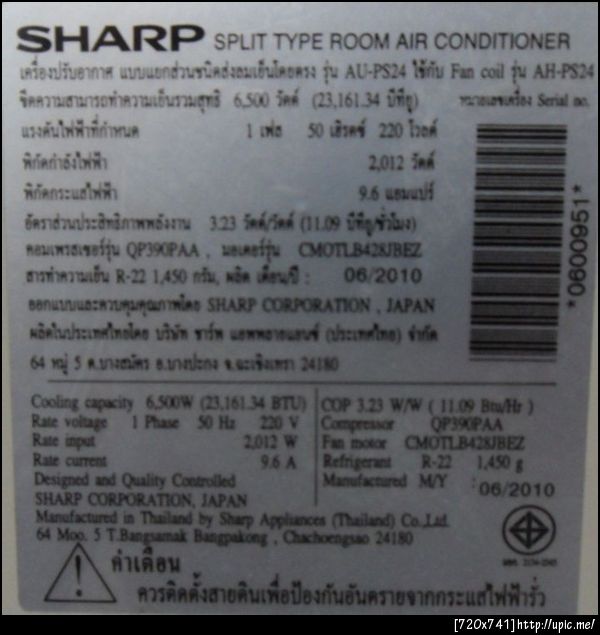 SHARP SPLIT TYPE ROOM AIR CONDITIONER
เครื่องปรับอากาศ แบบแยกส่วนชนิดส่งลมเย็นโดยตรง รุ่น AU-PS24 ใช้กับ Fan coil รุ่น AH-PS24
ขีดความสามารถทำความเย็นรวมสุทธิ 6,500 วัตต์ (23,161.34 บีทียู) หมายเลขเครื่อง Serial no.
แรงดันไฟฟ้าที่กำหนด 1 เฟส 50 เฮิรตซ์ 220 โวลต์
พิกัดกำลังไฟฟ้า 2,012 วัตต์
พิกัดกระแสไฟฟ้า 9.6 แอมแปร์
อัตราส่วนประสิทธิภาพพลังงาน 3.23 วัตต์/วัตต์ (11.09 บีทียู/ชั่วโมง)
คอมเพรสเซอร์รุ่น QP390PAA , มอเตอร์รุ่น CMOTLB428JBEZ
สารทำความเย็น R-22 1,450 กรัม, ผลิต เดือน/ปี : 06/2010
ออกแบบและควบคุมคุณภาพโดย SHARP CORPORATION , JAPAN
ผลิตในประเทศไทยโดย บริษัท ชาร์พ แอพพลายแอนซ์ (ประเทศไทย) จำกัด
64 หมู่ 5 ต.บางสมัคร อ.บางปะกง จ.ฉะเชิงเทรา 24180
*0600951*
Cooling capacity 6,500W (23,161.34 BTU)
Rate voltage 1 Phase 50 Hz 220 V
Rate input 2,012 W
Rate current 9.6 A
Designed and Quality Controlled
SHARP CORPORATION, JAPAN
COP 3.23 W/W ( 11.09 Btu/Hr )
Compressor QP390PAA
Fan motor CMOTLB428JBEZ
Refrigerant R-22 1,450 g
Manufactured M/Y : 06/2010
Manufactured in Thailand by Sharp Appliances (Thailand) Co.,Ltd.
64 Moo. 5 T.Bangsamak Bangpakong , Chachoengsao 24180
คำเตือน
ควรติดตั้งสายดินเพื่อป้องกันอันตรายจากกระแสไฟฟ้ารั่ว
[720x741]http://upic.me/